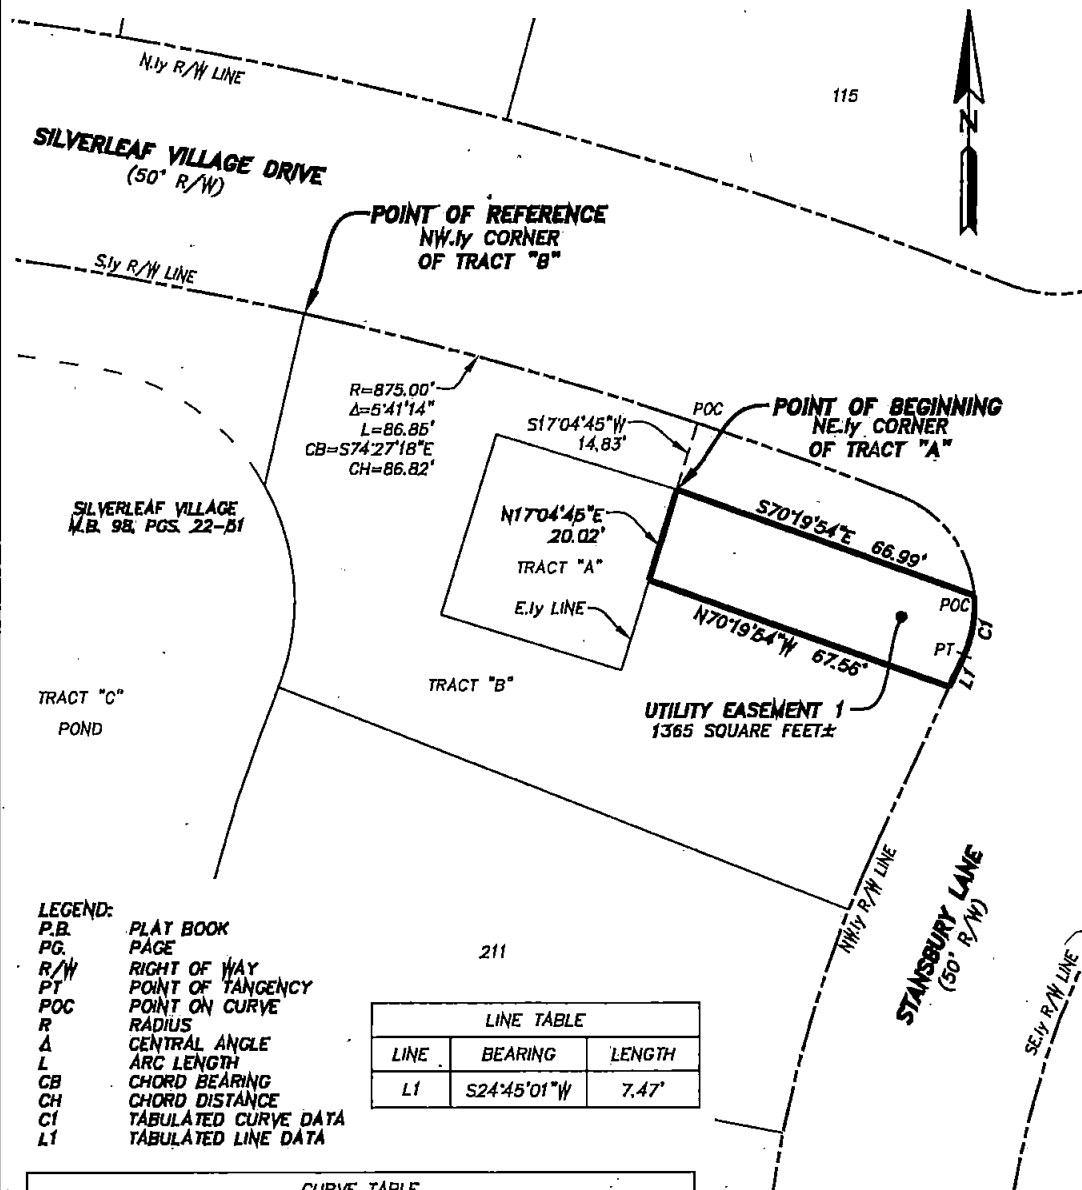 N.ly R/W LINE
115
N
SILVERLEAF VILLAGE DRIVE
(50' R/W)
POINT OF REFERENCE
NW.ly CORNER
OF TRACT "B"
S.ly R/W LINE
R=875.00'
Δ=5°41'14"
L=86.85'
CB=S74°27'18"E
CH=86.82'
POC
S17°04'45"W
14.83'
POINT OF BEGINNING
NE.ly CORNER
OF TRACT "A"
SILVERLEAF VILLAGE
M.B. 98, PGS. 22-51
N17°04'45"E
20.02'
S70°19'54"E 66.99'
TRACT "A"
E.ly LINE
POC
C1
PT
L1
N70°19'54"W 67.56'
TRACT "B"
TRACT "C"
POND
UTILITY EASEMENT 1
1365 SQUARE FEET±
NW.ly R/W LINE
STANSBURY LANE
(50' R/W)
SE.ly R/W LINE
LEGEND:
P.B. PLAT BOOK
PG. PAGE
R/W RIGHT OF WAY
PT POINT OF TANGENCY
POC POINT ON CURVE
R RADIUS
Δ CENTRAL ANGLE
L ARC LENGTH
CB CHORD BEARING
CH CHORD DISTANCE
C1 TABULATED CURVE DATA
L1 TABULATED LINE DATA
211
LINE TABLE
LINE BEARING LENGTH
L1 S24°45'01"W 7.47'
CURVE TABLE